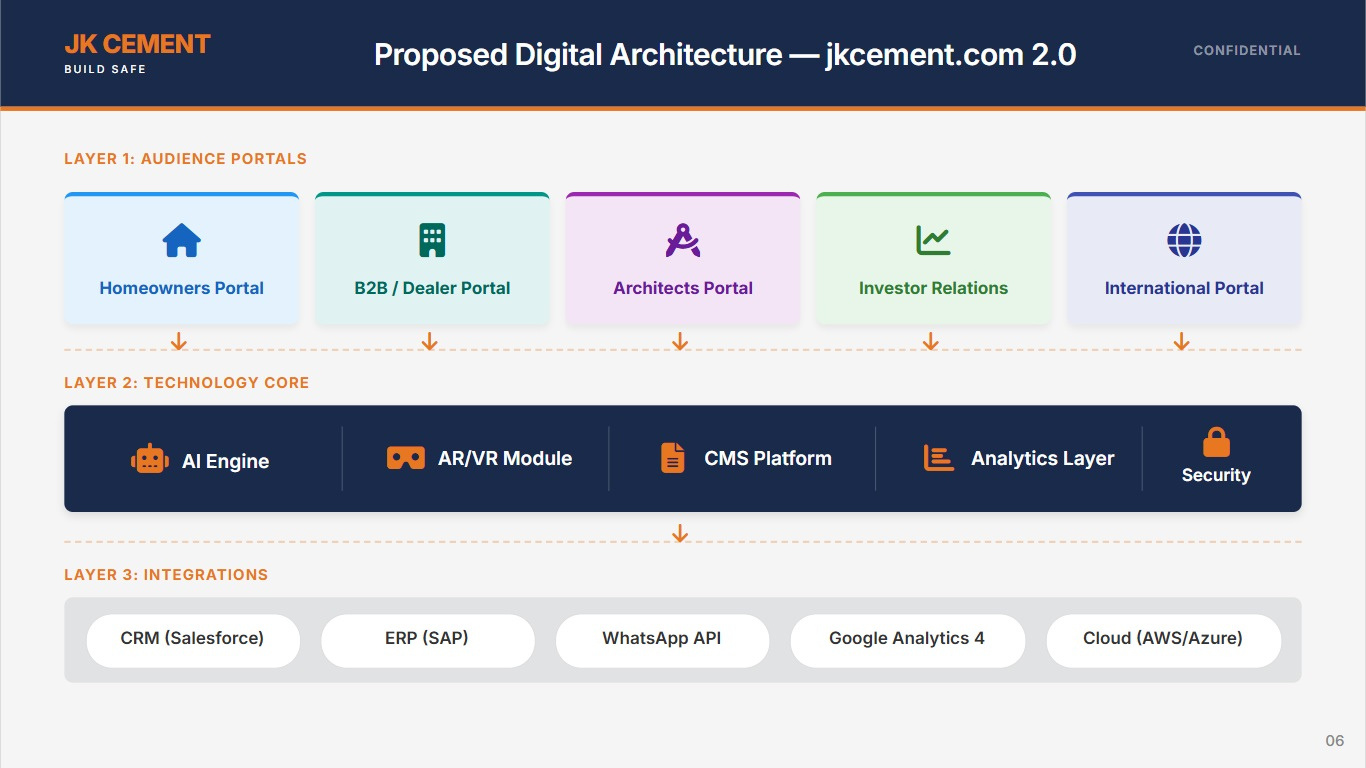 JK CEMENT
BUILD SAFE
Proposed Digital Architecture — jkcement.com 2.0
CONFIDENTIAL
LAYER 1: AUDIENCE PORTALS
Homeowners Portal
B2B / Dealer Portal
Architects Portal
Investor Relations
International Portal
LAYER 2: TECHNOLOGY CORE
AI Engine
AR/VR Module
CMS Platform
Analytics Layer
Security
LAYER 3: INTEGRATIONS
CRM (Salesforce)
ERP (SAP)
WhatsApp API
Google Analytics 4
Cloud (AWS/Azure)
06